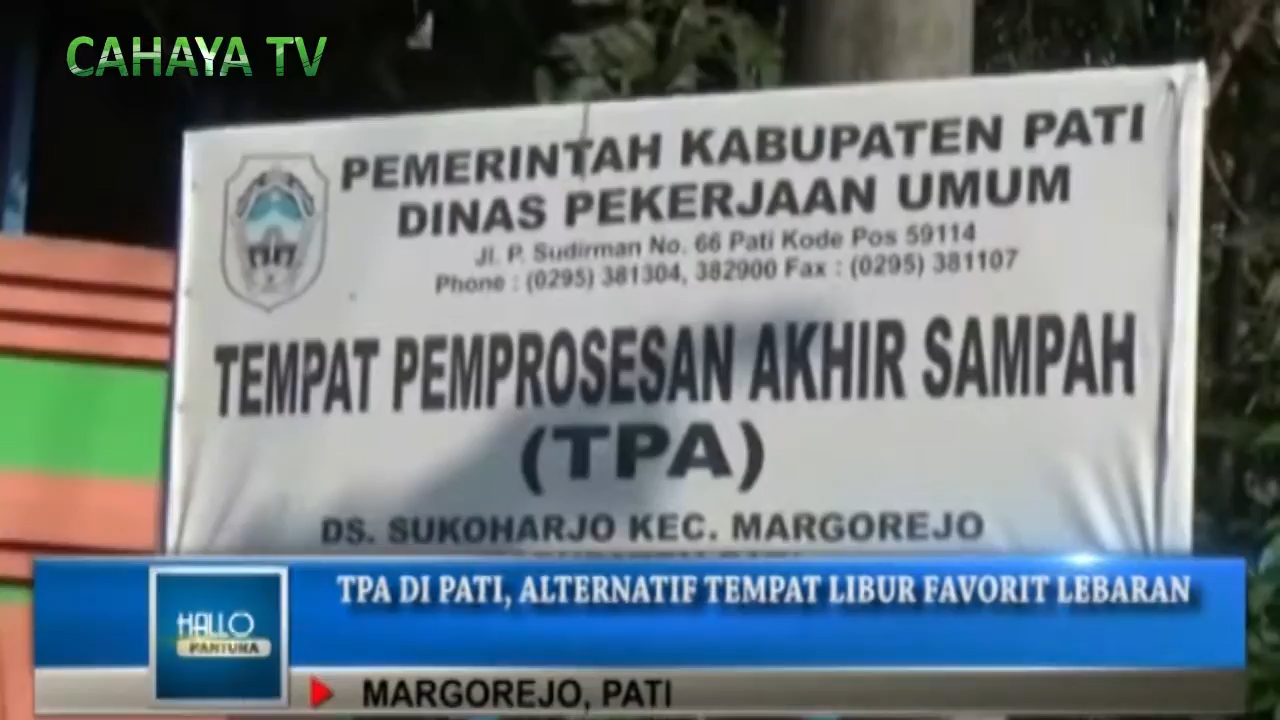 CAHAYA TV
PEMERINTAH KABUPATEN PATI
DINAS PEKERJAAN UMUM
Jl. P. Sudirman No. 66 Pati Kode Pos 59114
Phone : (0295) 381304, 382900 Fax : (0295) 381107
PATI
TEMPAT PEMPROSESAN AKHIR SAMPAH
(TPA)
DS. SUKOHARJO KEC. MARGOREJO
TPA DI PATI, ALTERNATIF TEMPAT LIBUR FAVORIT LEBARAN
HALLO
PANTURA
MARGOREJO, PATI